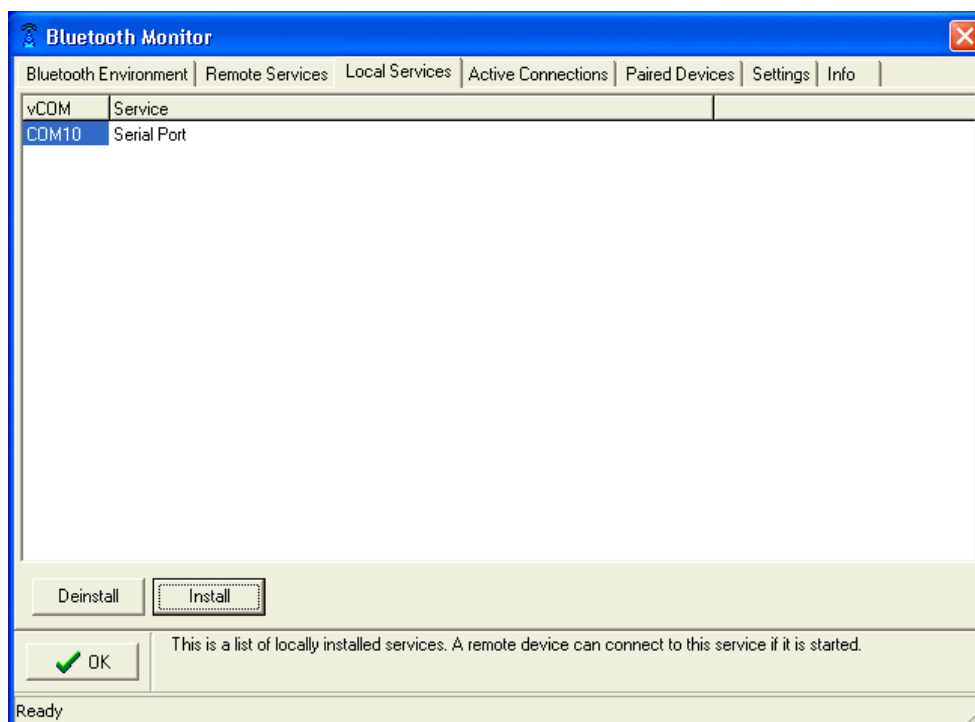 Bluetooth Monitor
Bluetooth Environment Remote Services Local Services Active Connections Paired Devices Settings Info
vCOM Service
COM10 Serial Port
Deinstall Install
OK This is a list of locally installed services. A remote device can connect to this service if it is started.
Ready